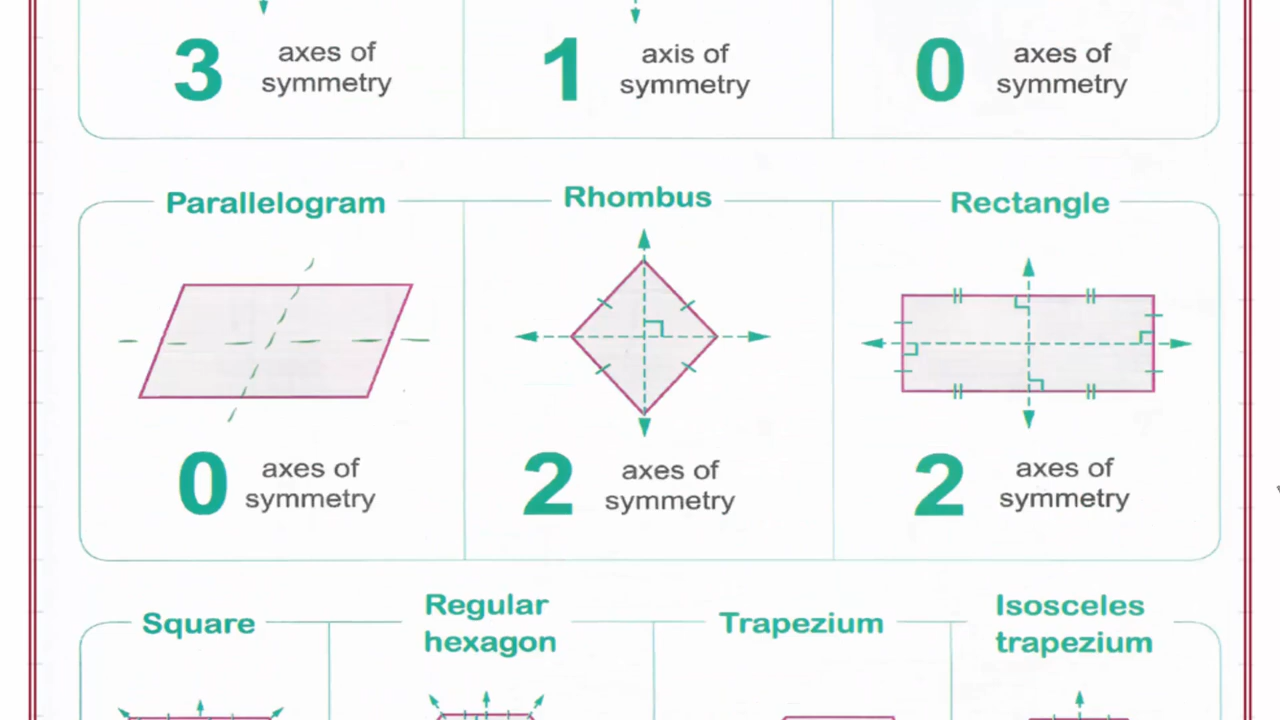 3 axes of symmetry
1 axis of symmetry
0 axes of symmetry
Parallelogram
Rhombus
Rectangle
0 axes of symmetry
2 axes of symmetry
2 axes of symmetry
Square
Regular hexagon
Trapezium
Isosceles trapezium